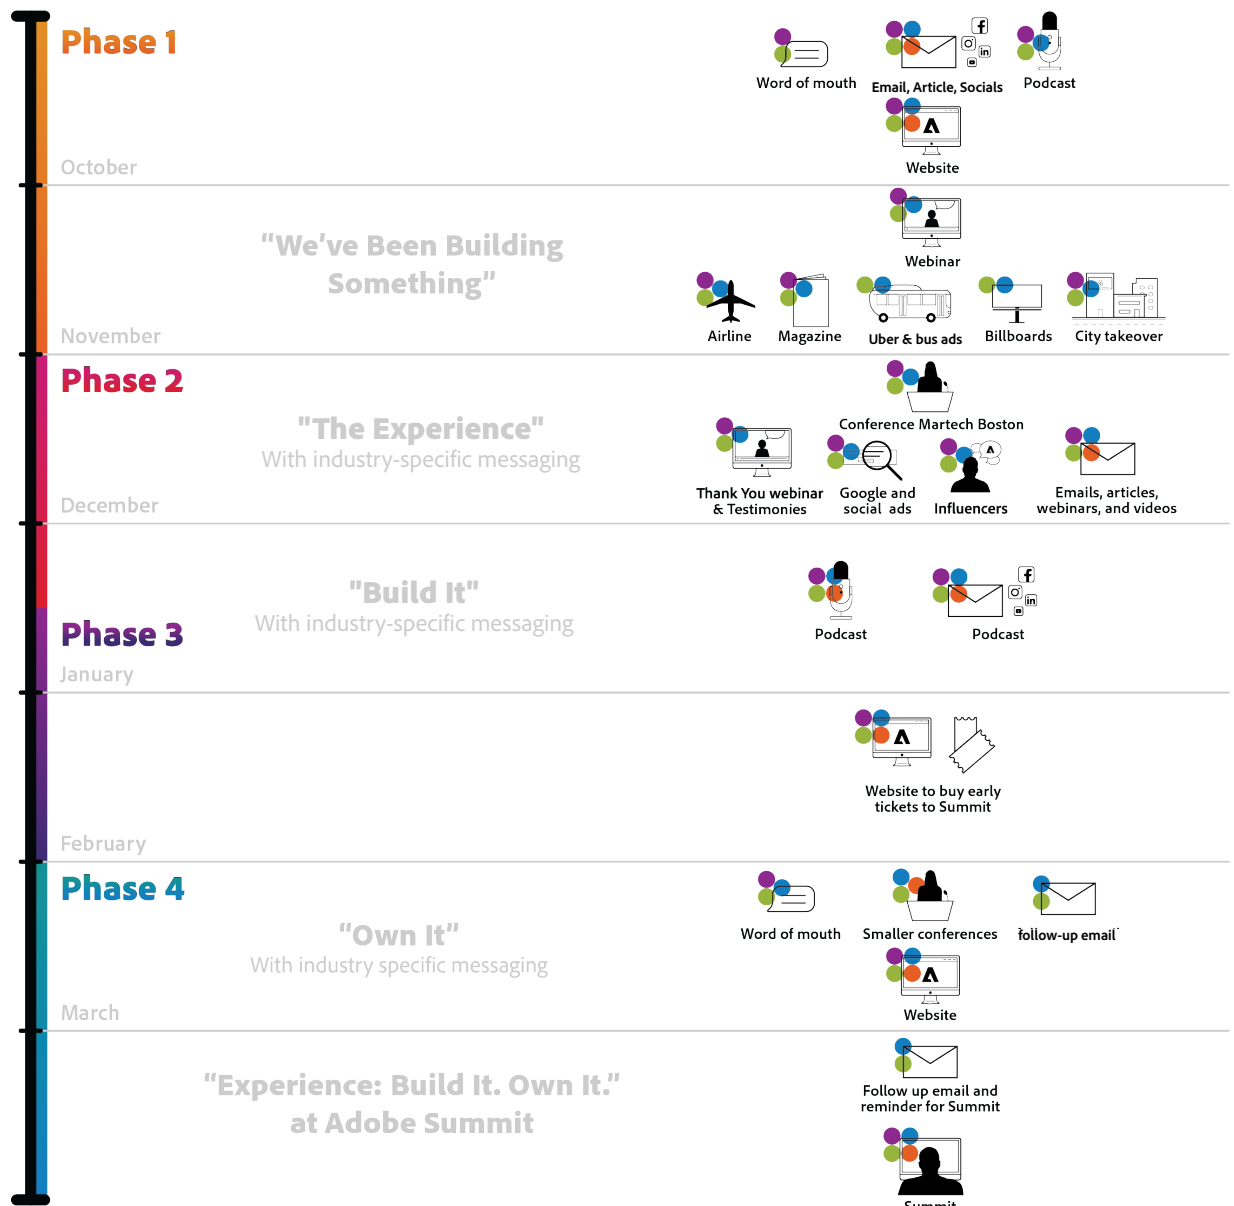 Phase 1
Word of mouth
Email, Article, Socials
Podcast
Website
October
Webinar
“We’ve Been Building
Something”
Airline
Magazine
Uber & bus ads
Billboards
City takeover
November
Phase 2
Conference Martech Boston
"The Experience"
With industry-specific messaging
Thank You webinar
& Testimonies
Google and
social ads
Influencers
Emails, articles,
webinars, and videos
December
"Build It"
With industry-specific messaging
Podcast
Podcast
Phase 3
January
Website to buy early
tickets to Summit
February
Phase 4
Word of mouth
Smaller conferences
follow-up email
“Own It”
With industry specific messaging
Website
March
Follow up email and
reminder for Summit
“Experience: Build It. Own It.”
at Adobe Summit
Summit